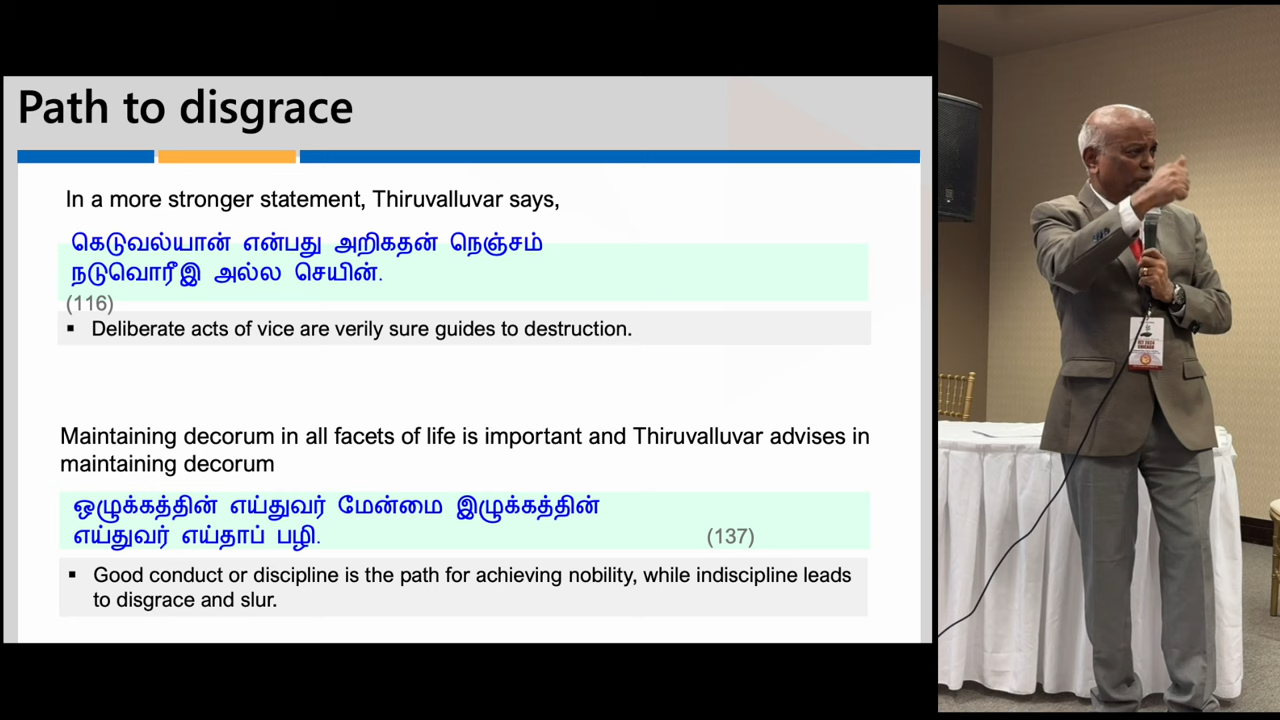 Path to disgrace
In a more stronger statement, Thiruvalluvar says,
கெடுவல்யான் என்பது அறிகதன் நெஞ்சம்
நடுவொரீஇ அல்ல செயின்.
(116)
▪ Deliberate acts of vice are verily sure guides to destruction.
Maintaining decorum in all facets of life is important and Thiruvalluvar advises in
maintaining decorum
ஒழுக்கத்தின் எய்துவர் மேன்மை இழுக்கத்தின்
எய்துவர் எய்தாப் பழி. (137)
▪ Good conduct or discipline is the path for achieving nobility, while indiscipline leads
to disgrace and slur.